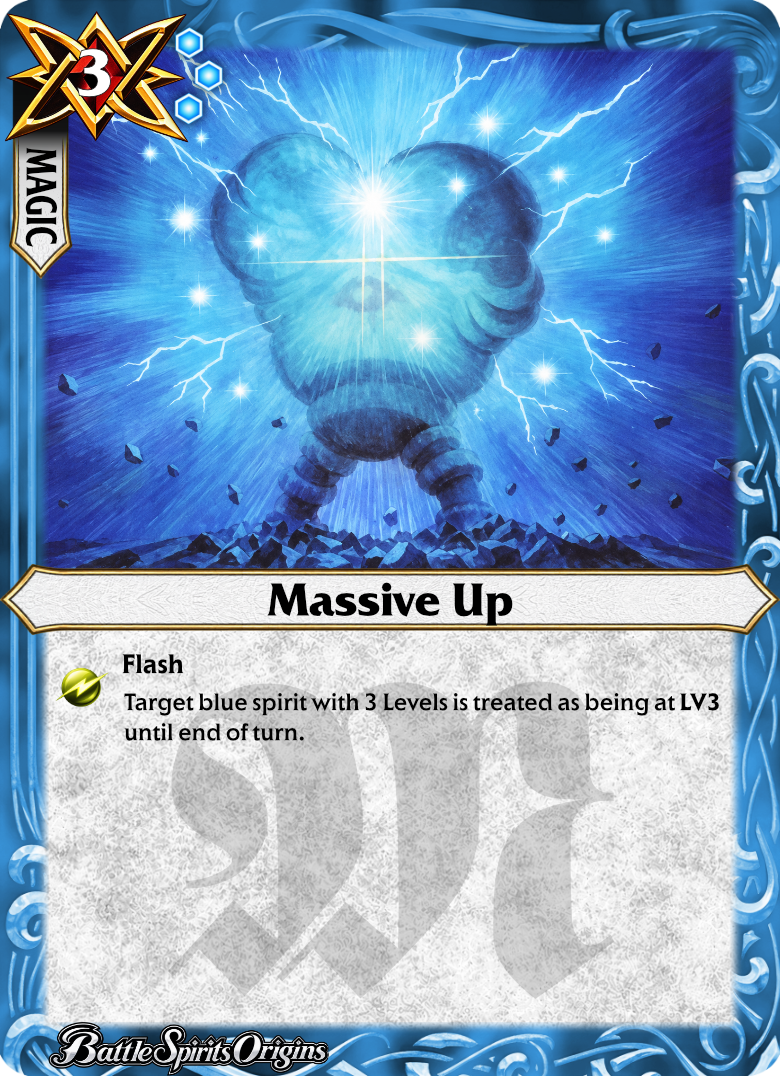 3
MAGIC
Massive Up
Flash
Target blue spirit with 3 Levels is treated as being at LV3
until end of turn.
M
Battle Spirits Origins